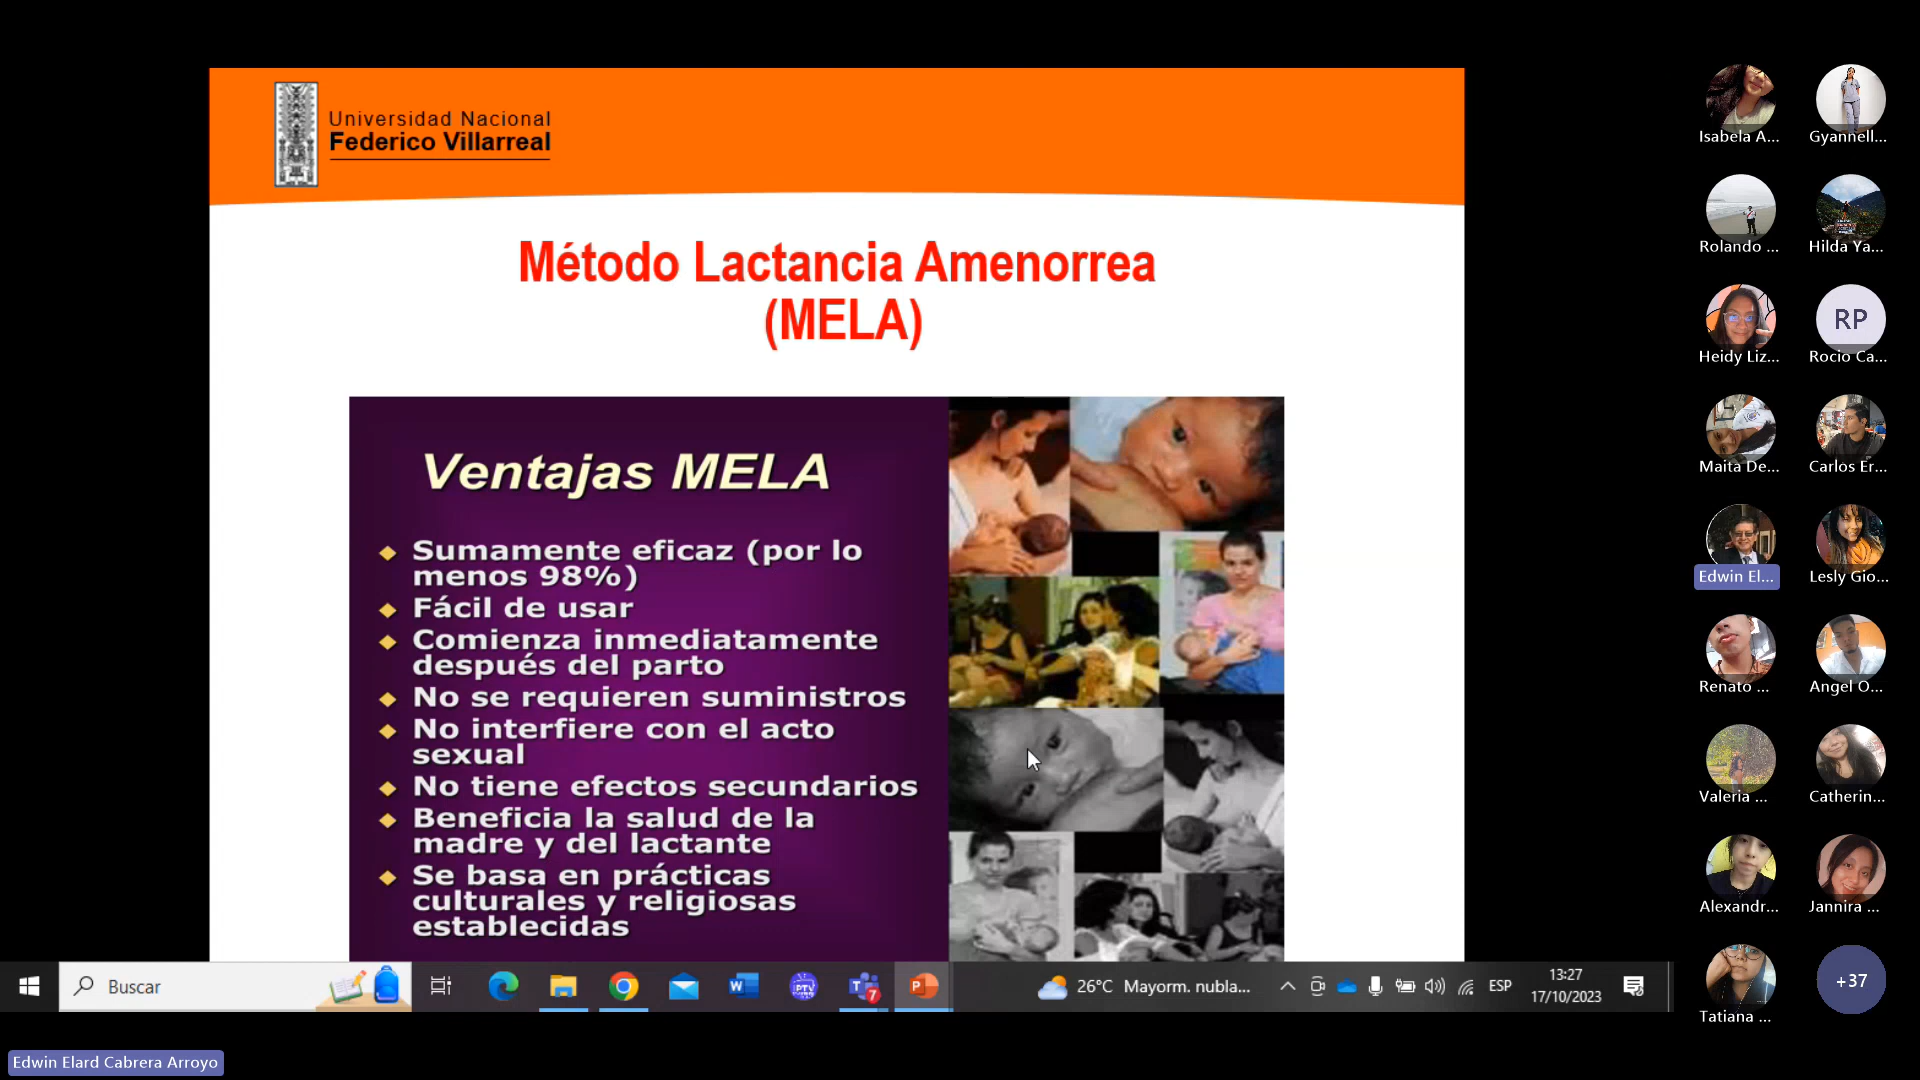 Universidad Nacional
Federico Villarreal
Método Lactancia Amenorrea
(MELA)
Ventajas MELA
Sumamente eficaz (por lo
menos 98%)
Fácil de usar
Comienza inmediatamente
después del parto
No se requieren suministros
No interfiere con el acto
sexual
No tiene efectos secundarios
Beneficia la salud de la
madre y del lactante
Se basa en prácticas
culturales y religiosas
establecidas
Isabela A...
Gyannell...
Rolando ...
Hilda Ya...
Heidy Liz...
RP
Rocio Ca...
Maita De...
Carlos Er...
Edwin El...
Lesly Gio...
Renato ...
Angel O...
Valeria ...
Catherin...
Alexandr...
Jannira ...
Tatiana ...
+37
Buscar
7
26°C Mayorm. nubla...
ESP
13:27
17/10/2023
Edwin Elard Cabrera Arroyo